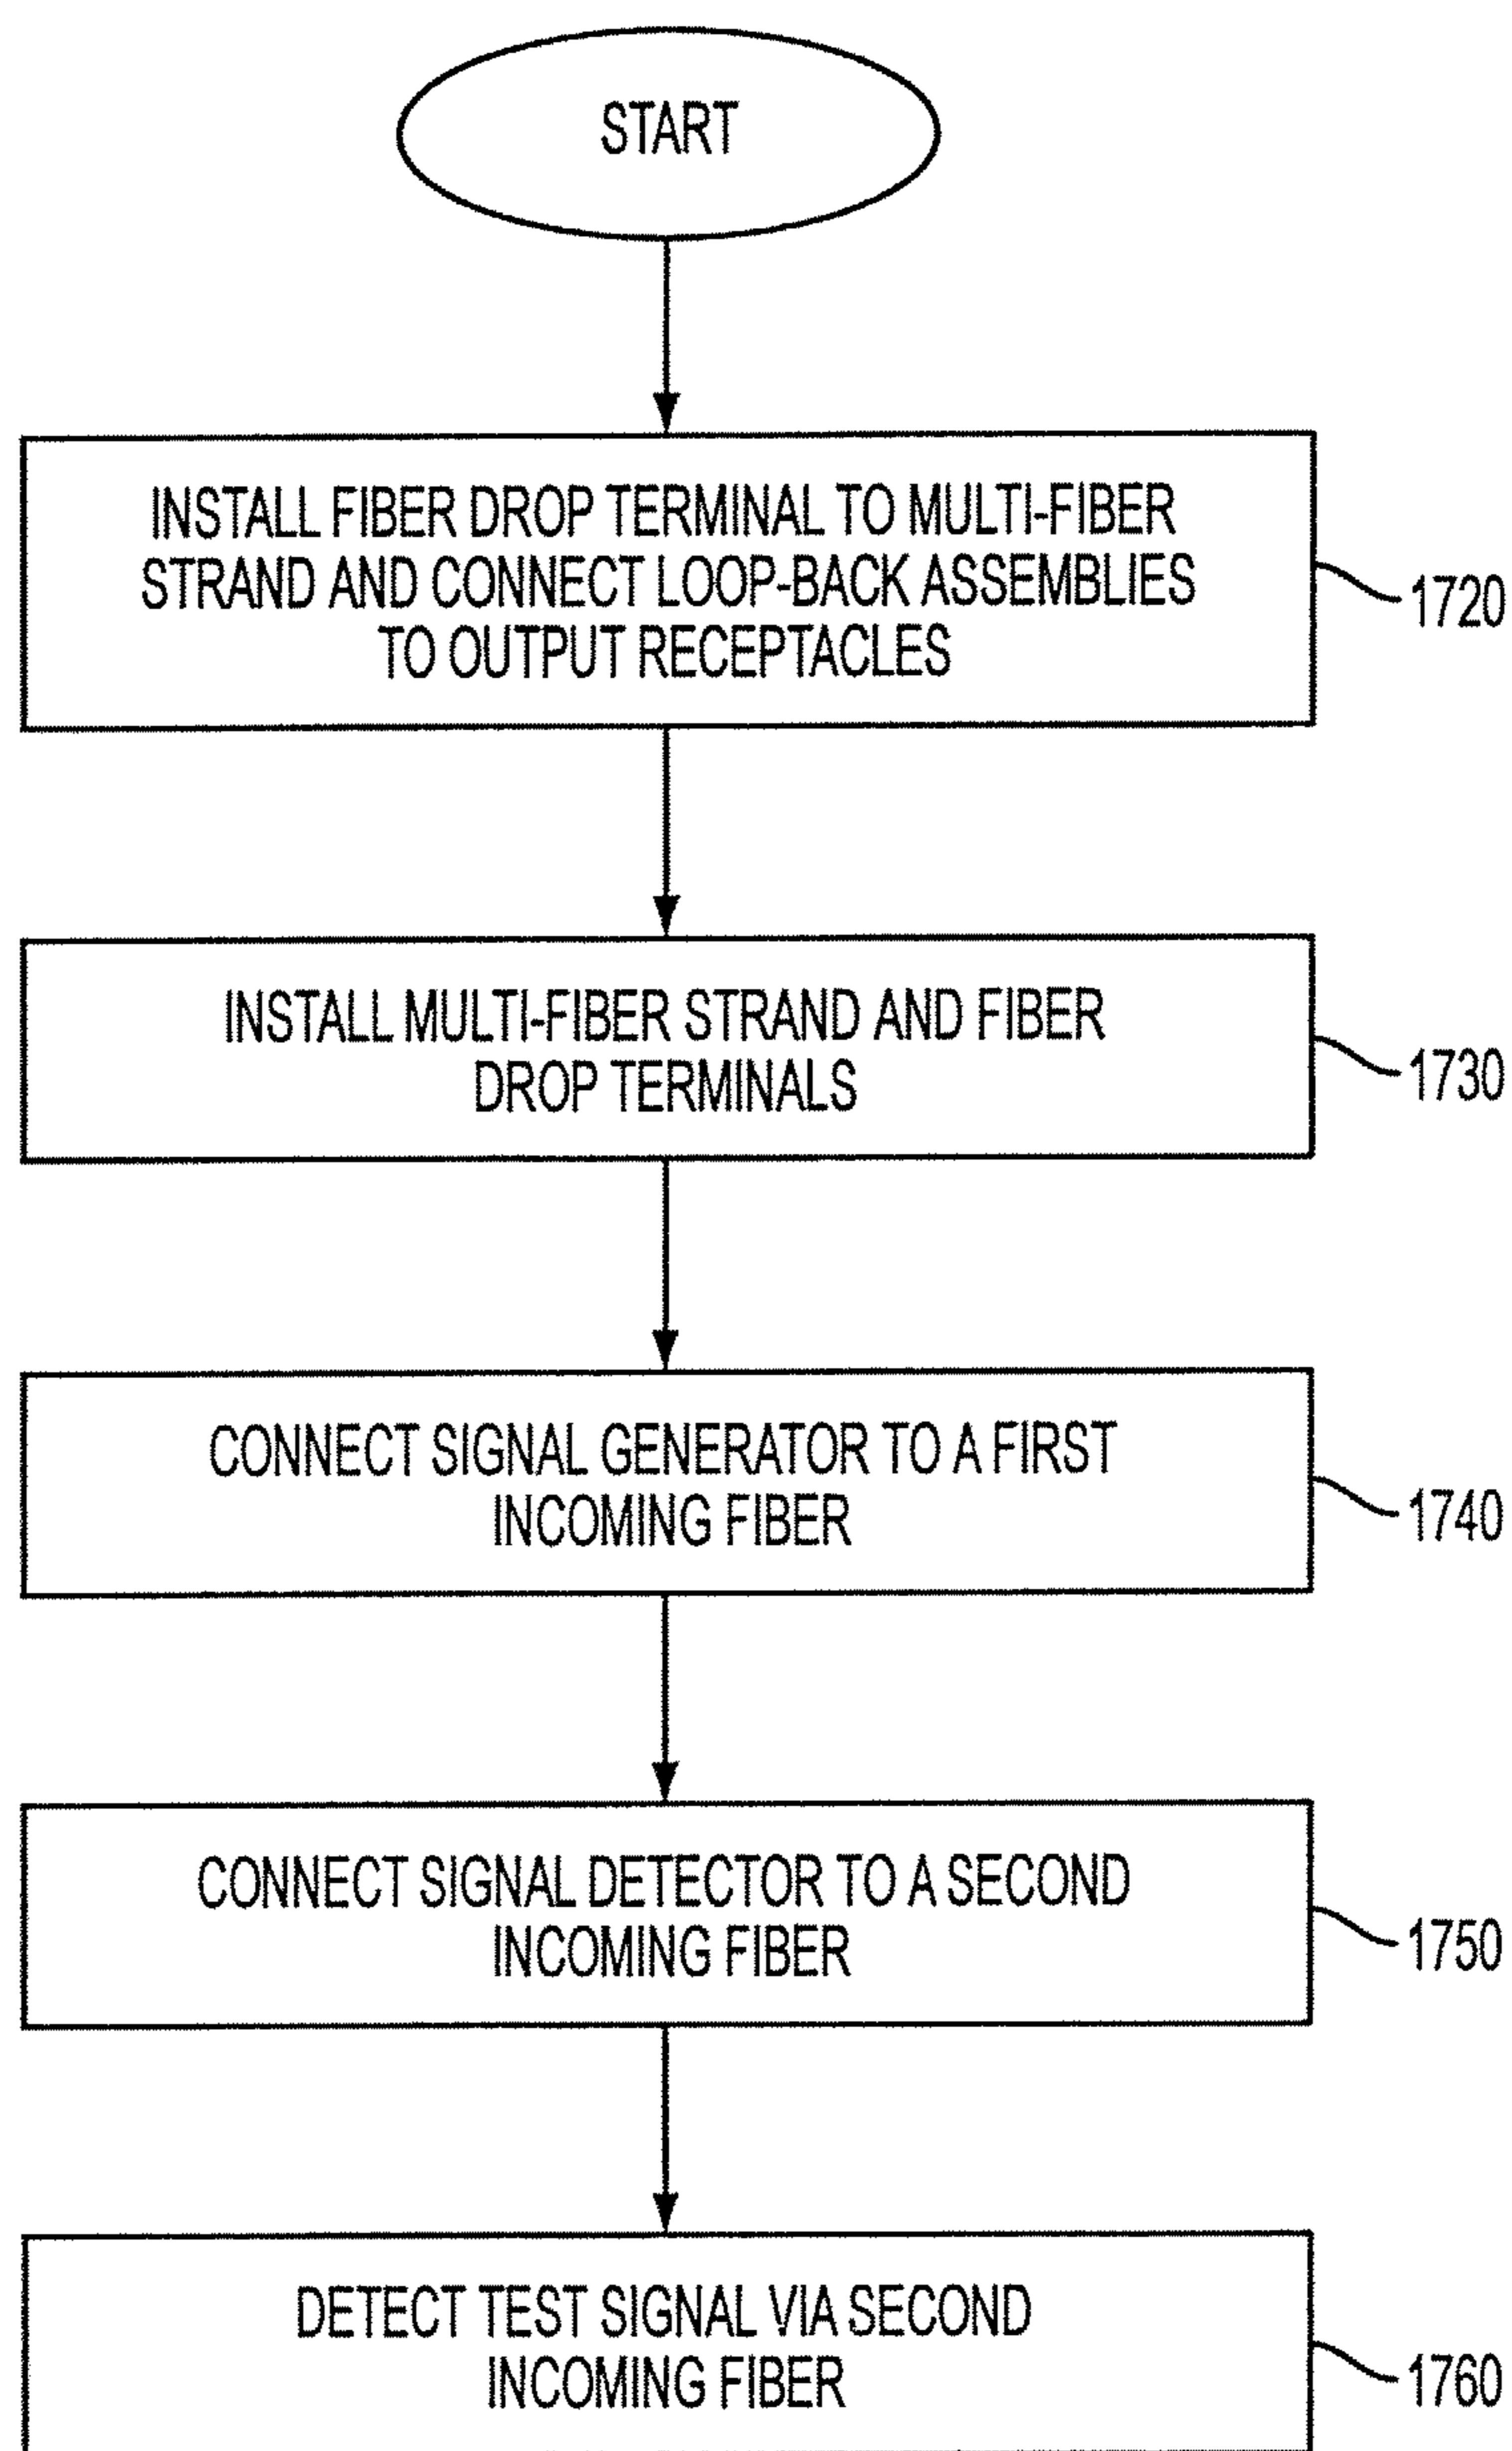 START
INSTALL FIBER DROP TERMINAL TO MULTI-FIBER
STRAND AND CONNECT LOOP-BACK ASSEMBLIES
TO OUTPUT RECEPTACLES
1720
INSTALL MULTI-FIBER STRAND AND FIBER
DROP TERMINALS
1730
CONNECT SIGNAL GENERATOR TO A FIRST
INCOMING FIBER
1740
CONNECT SIGNAL DETECTOR TO A SECOND
INCOMING FIBER
1750
DETECT TEST SIGNAL VIA SECOND
INCOMING FIBER
1760